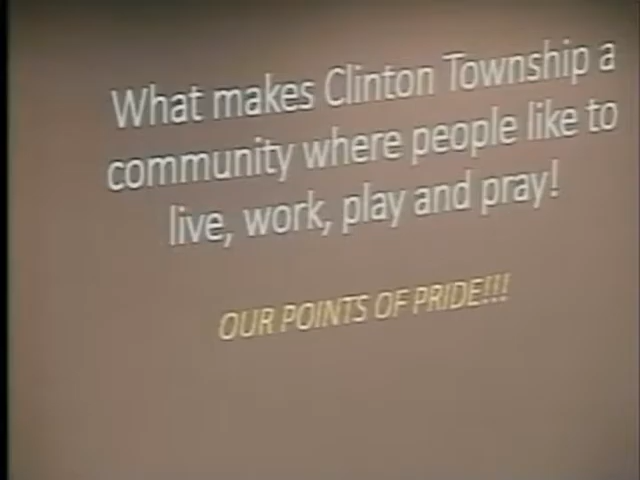 What makes Clinton Township a
community where people like to
live, work, play and pray!
OUR POINTS OF PRIDE!!!